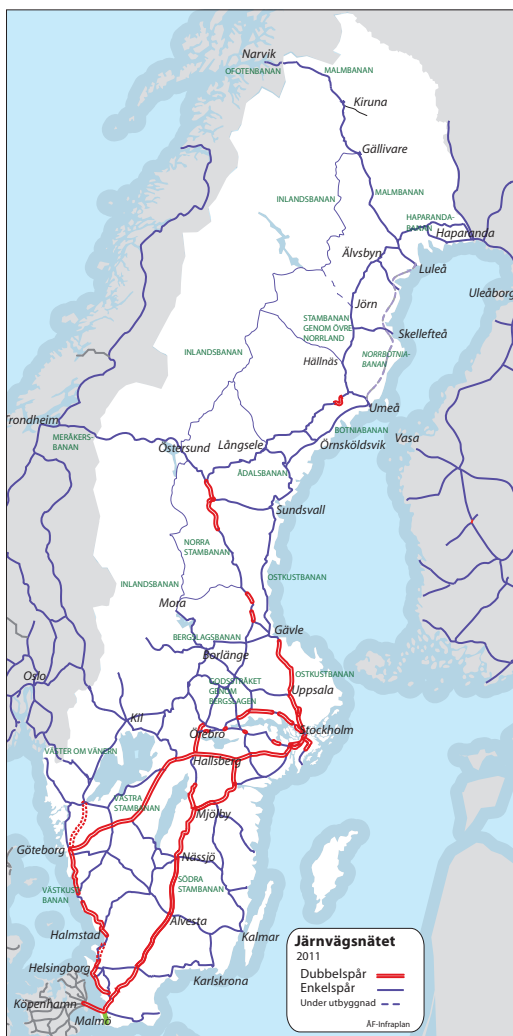 Narvik
OFOTENBANAN
MALMBANAN
Kiruna
Gällivare
INLANDSBANAN
MALMBANAN
HAPARANDA-
BANAN
Haparanda
Älvsbyn
Luleå
Uleåborg
Jörn
STAMBANAN
GENOM ÖVRE
NORRLAND
Skellefteå
INLANDSBANAN
Hällnäs
NORRBOTNIA-
BANAN
Umeå
Trondheim
MERÅKERS-
BANAN
Östersund
Långsele
BOTNIABANAN
Örnsköldsvik
Vasa
ÅDALSBANAN
Sundsvall
NORRA
STAMBANAN
INLANDSBANAN
OSTKUSTBANAN
Mora
BERGSLAGSBANAN
Gävle
Borlänge
Oslo
GODSSTRÅKET
GENOM
BERGSLAGEN
OSTKUSTBANAN
Uppsala
Kil
Örebro
Stockholm
VÄSTER OM VÄNERN
Hallsberg
VÄSTRA
STAMBANAN
Mjölby
Göteborg
Nässjö
VÄSTKUST
BANAN
SÖDRA
STAMBANAN
Halmstad
Alvesta
Kalmar
Helsingborg
Karlskrona
Köpenhamn
Malmö
Järnvägsnätet
2011
Dubbelspår
Enkelspår
Under utbyggnad
ÅF-Infraplan